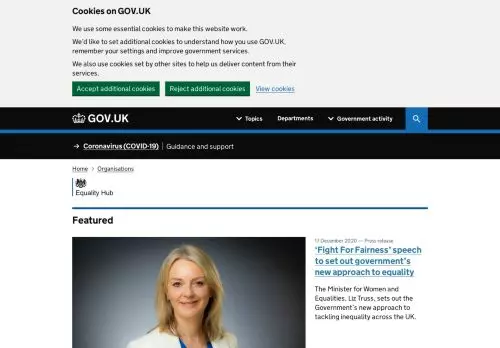 Cookies on GOV.UK
We use some essential cookies to make this website work.
We'd like to set additional cookies to understand how you use GOV.UK,
remember your settings and improve government services.
We also use cookies set by other sites to help us deliver content from their
services.
Accept additional cookies Reject additional cookies View cookies
GOV.UK Topics Departments Government activity
→ Coronavirus (COVID-19) | Guidance and support
Home > Organisations
Equality Hub
Featured
17 December 2020 — Press release
'Fight For Fairness' speech
to set out government's
new approach to equality
The Minister for Women and
Equalities, Liz Truss, sets out the
Government's new approach to
tackling inequality across the UK.